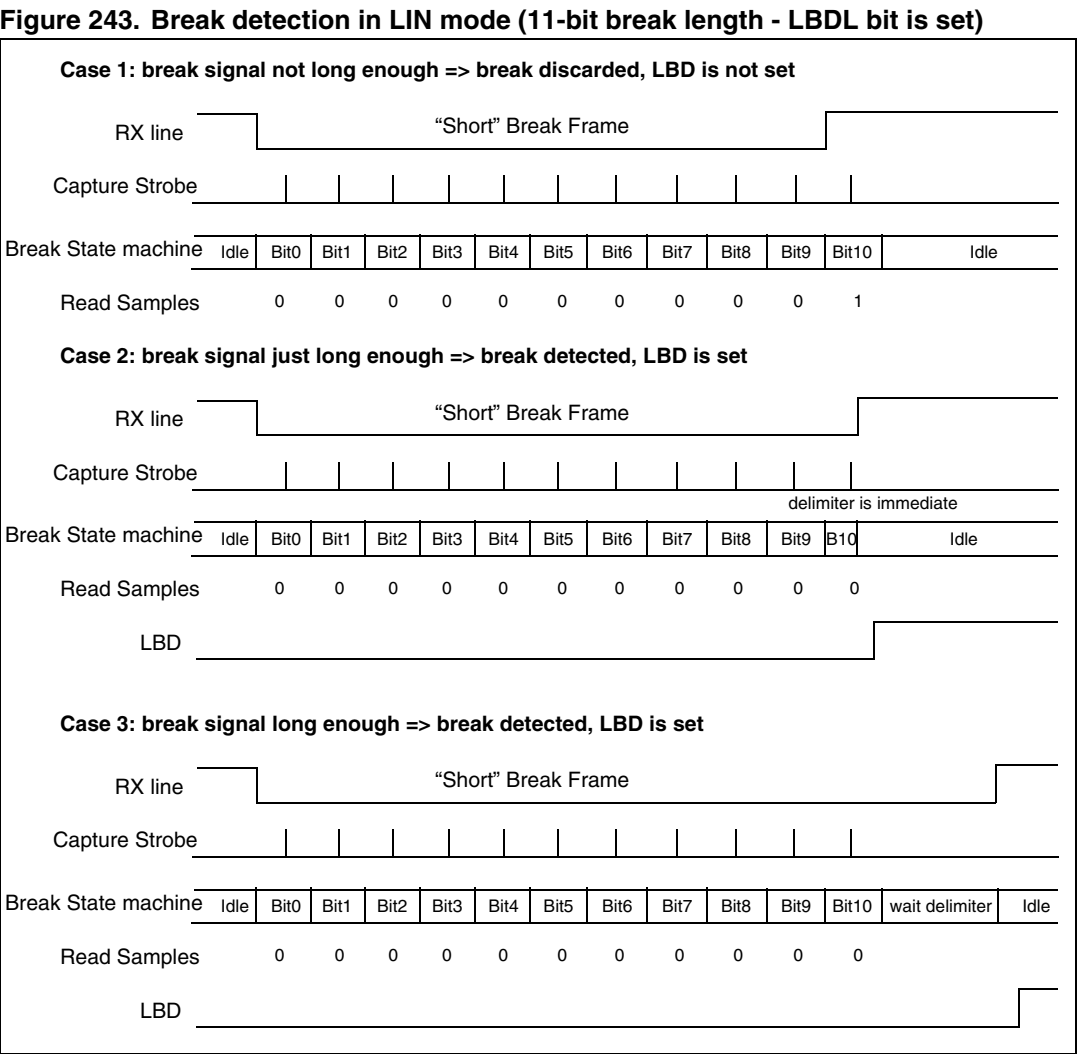 Figure 243. Break detection in LIN mode (11-bit break length - LBDL bit is set)
Case 1: break signal not long enough => break discarded, LBD is not set
RX line “Short” Break Frame
Capture Strobe
Break State machine Idle Bit0 Bit1 Bit2 Bit3 Bit4 Bit5 Bit6 Bit7 Bit8 Bit9 Bit10 Idle
Read Samples 0 0 0 0 0 0 0 0 0 0 1
Case 2: break signal just long enough => break detected, LBD is set
RX line “Short” Break Frame
Capture Strobe
delimiter is immediate
Break State machine Idle Bit0 Bit1 Bit2 Bit3 Bit4 Bit5 Bit6 Bit7 Bit8 Bit9 B10 Idle
Read Samples 0 0 0 0 0 0 0 0 0 0 0
LBD
Case 3: break signal long enough => break detected, LBD is set
RX line “Short” Break Frame
Capture Strobe
Break State machine Idle Bit0 Bit1 Bit2 Bit3 Bit4 Bit5 Bit6 Bit7 Bit8 Bit9 Bit10 wait delimiter Idle
Read Samples 0 0 0 0 0 0 0 0 0 0 0
LBD